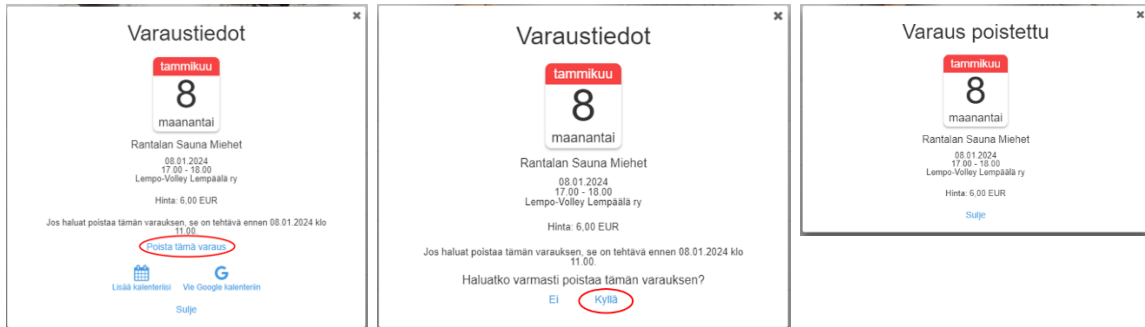 Varaustiedot
tammikuu
8
maanantai
Rantalan Sauna Miehet
08.01.2024
17.00 - 18.00
Lempo-Volley Lempäälä ry
Hinta: 6,00 EUR
Jos haluat poistaa tämän varauksen, se on tehtävä ennen 08.01.2024 klo
11.00.
Poista tämä varaus
Lisää kalenteriisi Vie Google kalenteriin
Sulje
Varaustiedot
tammikuu
8
maanantai
Rantalan Sauna Miehet
08.01.2024
17.00 - 18.00
Lempo-Volley Lempäälä ry
Hinta: 6,00 EUR
Jos haluat poistaa tämän varauksen, se on tehtävä ennen 08.01.2024 klo
11.00.
Haluatko varmasti poistaa tämän varauksen?
Ei Kyllä
Varaus poistettu
tammikuu
8
maanantai
Rantalan Sauna Miehet
08.01.2024
17.00 - 18.00
Lempo-Volley Lempäälä ry
Hinta: 6,00 EUR
Sulje